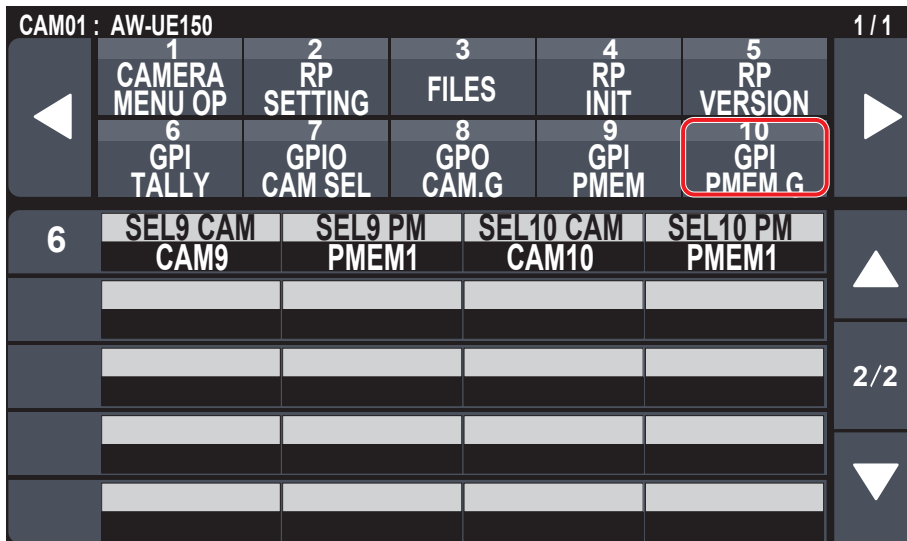 CAM01 : AW-UE150 1 / 1
1 2 3 4 5
CAMERA MENU OP RP SETTING FILES RP INIT RP VERSION
6 7 8 9 10
GPI TALLY GPIO CAM SEL GPO CAM.G GPI PMEM GPI PMEM.G
6 SEL9 CAM SEL9 PM SEL10 CAM SEL10 PM
CAM9 PMEM1 CAM10 PMEM1
2/2